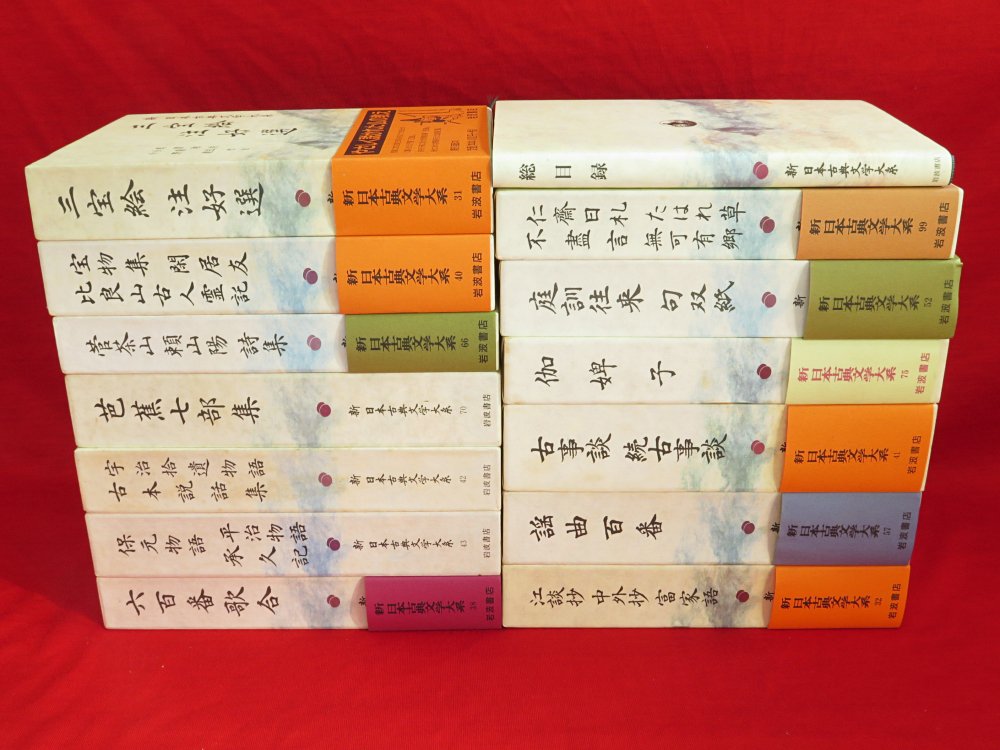 三宝絵 注好選
新日本古典文学大系 31
岩波書店
宝物集 閑居友
比良山古人霊託
新日本古典文学大系 40
岩波書店
菅茶山頼山陽詩集
新日本古典文学大系 66
岩波書店
芭蕉七部集
新日本古典文学大系 70
岩波書店
宇治拾遺物語
古本説話集
新日本古典文学大系 42
岩波書店
保元物語 平治物語
承久記
新日本古典文学大系 43
岩波書店
六百番歌合
新日本古典文学大系 38
岩波書店
総目録
新日本古典文学大系
岩波書店
仁斎日札 たはれ草
不尽言 無可有郷
新日本古典文学大系 99
岩波書店
庭訓往来 句双紙
新日本古典文学大系 52
岩波書店
伽婢子
新日本古典文学大系 75
岩波書店
古事談 続古事談
新日本古典文学大系 41
岩波書店
謡曲百番
新日本古典文学大系 57
岩波書店
江談抄 中外抄 富家語
新日本古典文学大系 32
岩波書店